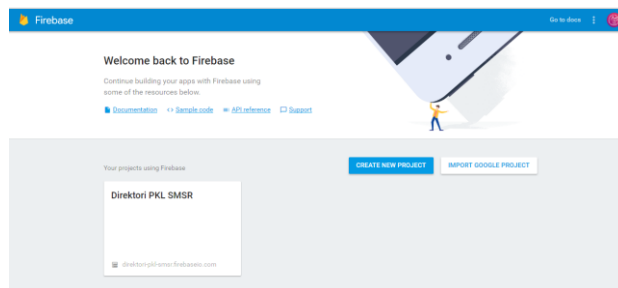 Firebase
Go to docs
Welcome back to Firebase
Continue building your apps with Firebase using
some of the resources below.
Documentation Sample code API reference Support
Your projects using Firebase
CREATE NEW PROJECT IMPORT GOOGLE PROJECT
Direktori PKL SMSR
direktori-pkl-smsr.firebaseio.com